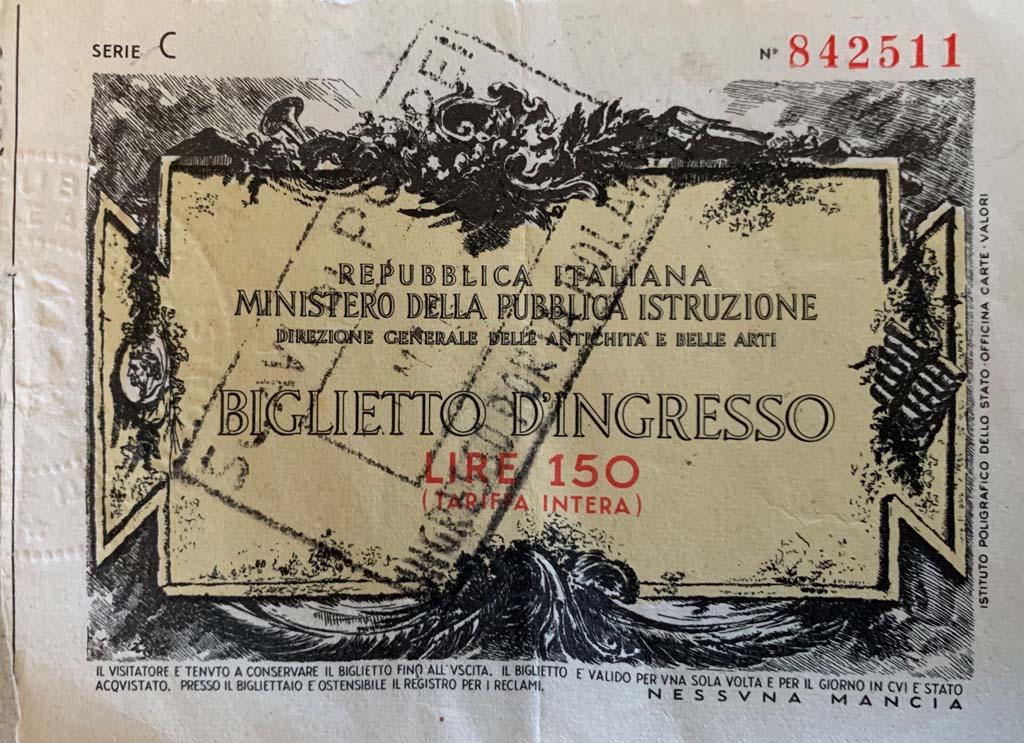 SERIE C
Nº 842511
REPUBBLICA ITALIANA
MINISTERO DELLA PUBBLICA ISTRUZIONE
DIREZIONE GENERALE DELLE ANTICHITA' E BELLE ARTI
BIGLIETTO D'INGRESSO
LIRE 150
(TARIFFA INTERA)
IL VISITATORE E' TENVTO A CONSERVARE IL BIGLIETTO FINO ALL'VSCITA. IL BIGLIETTO E' VALIDO PER VNA SOLA VOLTA E PER IL GIORNO IN CVI E' STATO
ACQVISTATO. PRESSO IL BIGLIETTAIO E' OSTENSIBILE IL REGISTRO PER I RECLAMI.
NESSVNA MANCIA
ISTITUTO POLIGRAFICO DELLO STATO-OFFICINA CARTE-VALORI